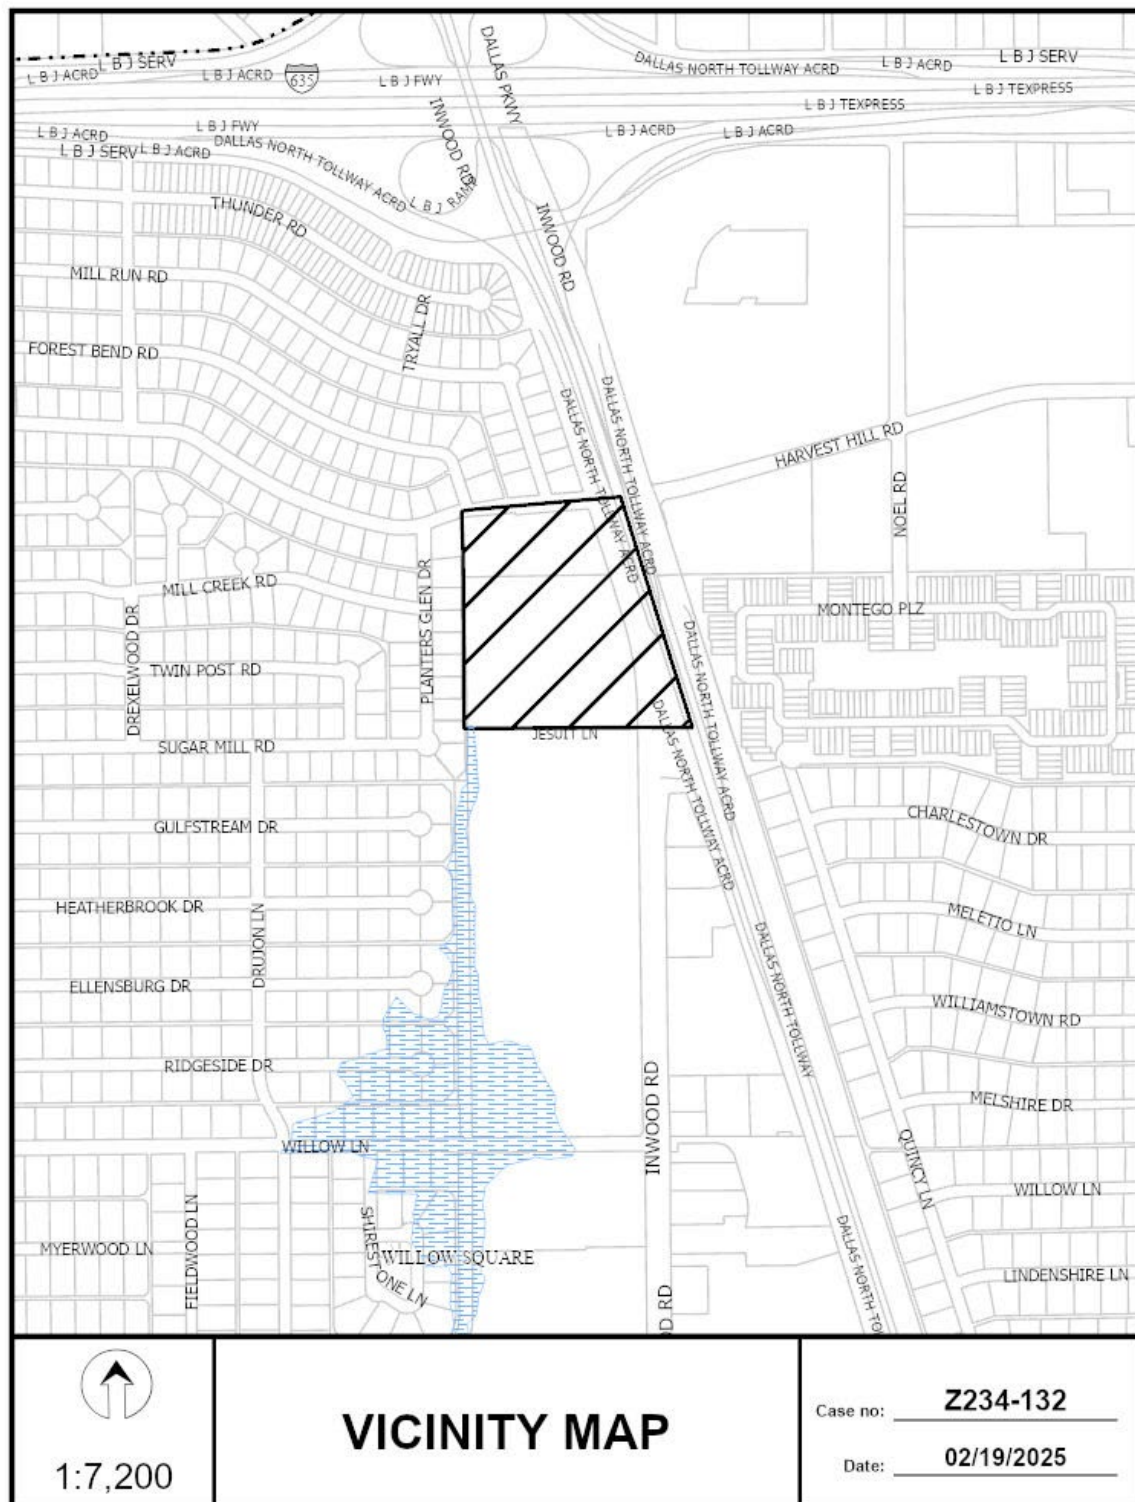 L B J SERV
L B J ACRD
L B J ACRD
635
L B J FWY
DALLAS PKWY
DALLAS NORTH TOLLWAY ACRD
L B J ACRD
L B J SERV
L B J TEXPRESS
L B J TEXPRESS
INWOOD RD
L B J FWY
L B J ACRD
L B J ACRD
L B J ACRD
L B J SERV
L B J ACRD
DALLAS NORTH TOLLWAY ACRD
L B J RAMP
THUNDER RD
INWOOD RD
MILL RUN RD
TRYALL DR
FOREST BEND RD
DALLAS NORTH TOLLWAY ACRD
DALLAS NORTH TOLLWAY ACRD
HARVEST HILL RD
NOEL RD
MILL CREEK RD
PLANTERS GLEN DR
DREXELWOOD DR
MONTEGO PLZ
TWIN POST RD
DALLAS NORTH TOLLWAY ACRD
DALLAS NORTH TOLLWAY ACRD
JESUIT LN
SUGAR MILL RD
GULFSTREAM DR
CHARLESTOWN DR
HEATHERBROOK DR
DRUJON LN
MELETIO LN
DALLAS NORTH TOLLWAY
ELLENSBURG DR
WILLIAMSTOWN RD
RIDGESIDE DR
INWOOD RD
MELSHIRE DR
WILLOW LN
QUINCY LN
WILLOW LN
FIELDWOOD LN
SHIRESTONE LN
MYERWOOD LN
WILLOW SQUARE
DALLAS NORTH TO
LINDENSHIRE LN
OD RD
1:7,200
VICINITY MAP
Case no: Z234-132
Date: 02/19/2025